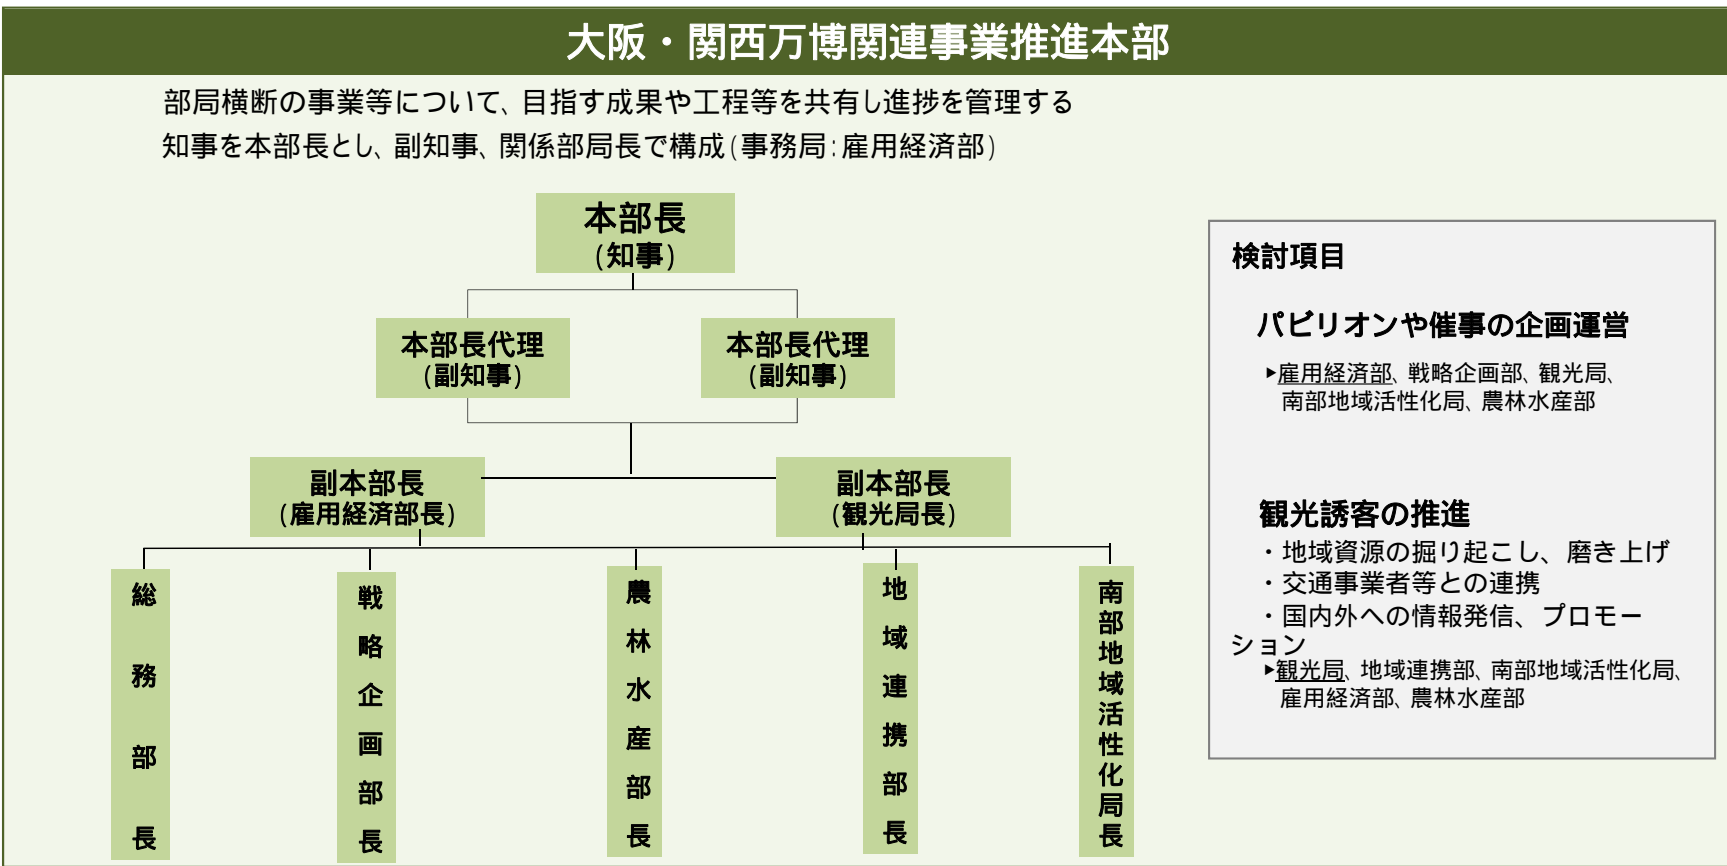 大阪・関西万博関連事業推進本部
部局横断の事業等について、目指す成果や工程等を共有し進捗を管理する
知事を本部長とし、副知事、関係部局長で構成（事務局：雇用経済部）
本部長
（知事）
本部長代理
（副知事）
本部長代理
（副知事）
副本部長
（雇用経済部長）
副本部長
（観光局長）
総務部長
戦略企画部長
農林水産部長
地域連携部長
南部地域活性化局長
検討項目
パビリオンや催事の企画運営
▶雇用経済部、戦略企画部、観光局、
南部地域活性化局、農林水産部
観光誘客の推進
・地域資源の掘り起こし、磨き上げ
・交通事業者等との連携
・国内外への情報発信、プロモー
ション
▶観光局、地域連携部、南部地域活性化局、
雇用経済部、農林水産部